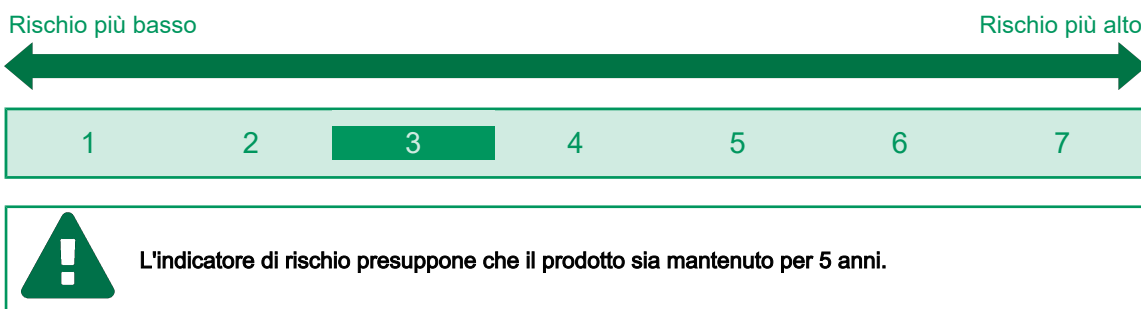 Rischio più basso Rischio più alto
1 2 3 4 5 6 7
L'indicatore di rischio presuppone che il prodotto sia mantenuto per 5 anni.